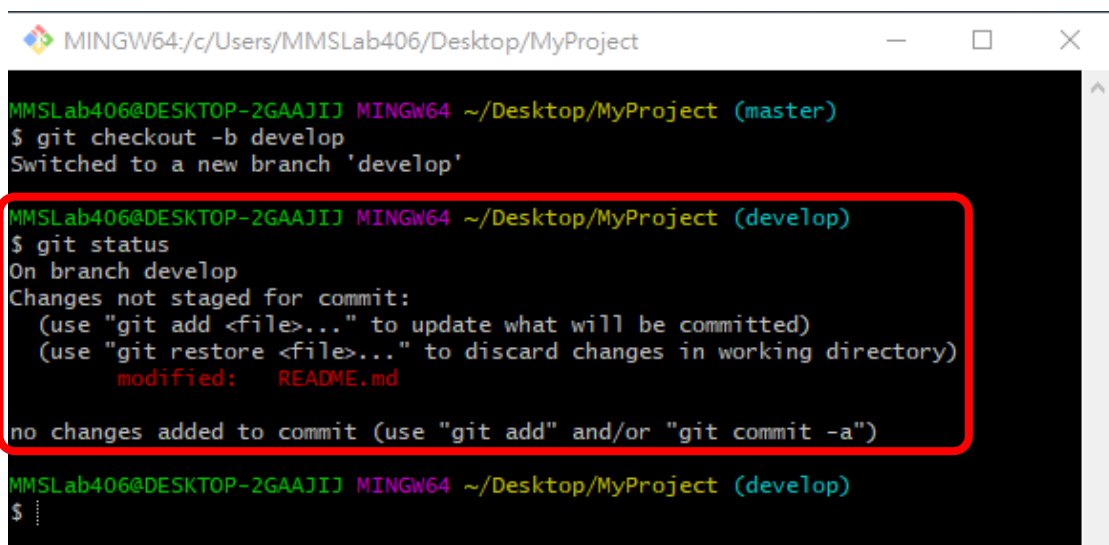 MINGW64:/c/Users/MMSLab406/Desktop/MyProject
MMSLab406@DESKTOP-2GAAJIJ MINGW64 ~/Desktop/MyProject (master)
$ git checkout -b develop
Switched to a new branch 'develop'
MMSLab406@DESKTOP-2GAAJIJ MINGW64 ~/Desktop/MyProject (develop)
$ git status
On branch develop
Changes not staged for commit:
(use "git add <file>..." to update what will be committed)
(use "git restore <file>..." to discard changes in working directory)
modified: README.md
no changes added to commit (use "git add" and/or "git commit -a")
MMSLab406@DESKTOP-2GAAJIJ MINGW64 ~/Desktop/MyProject (develop)
$